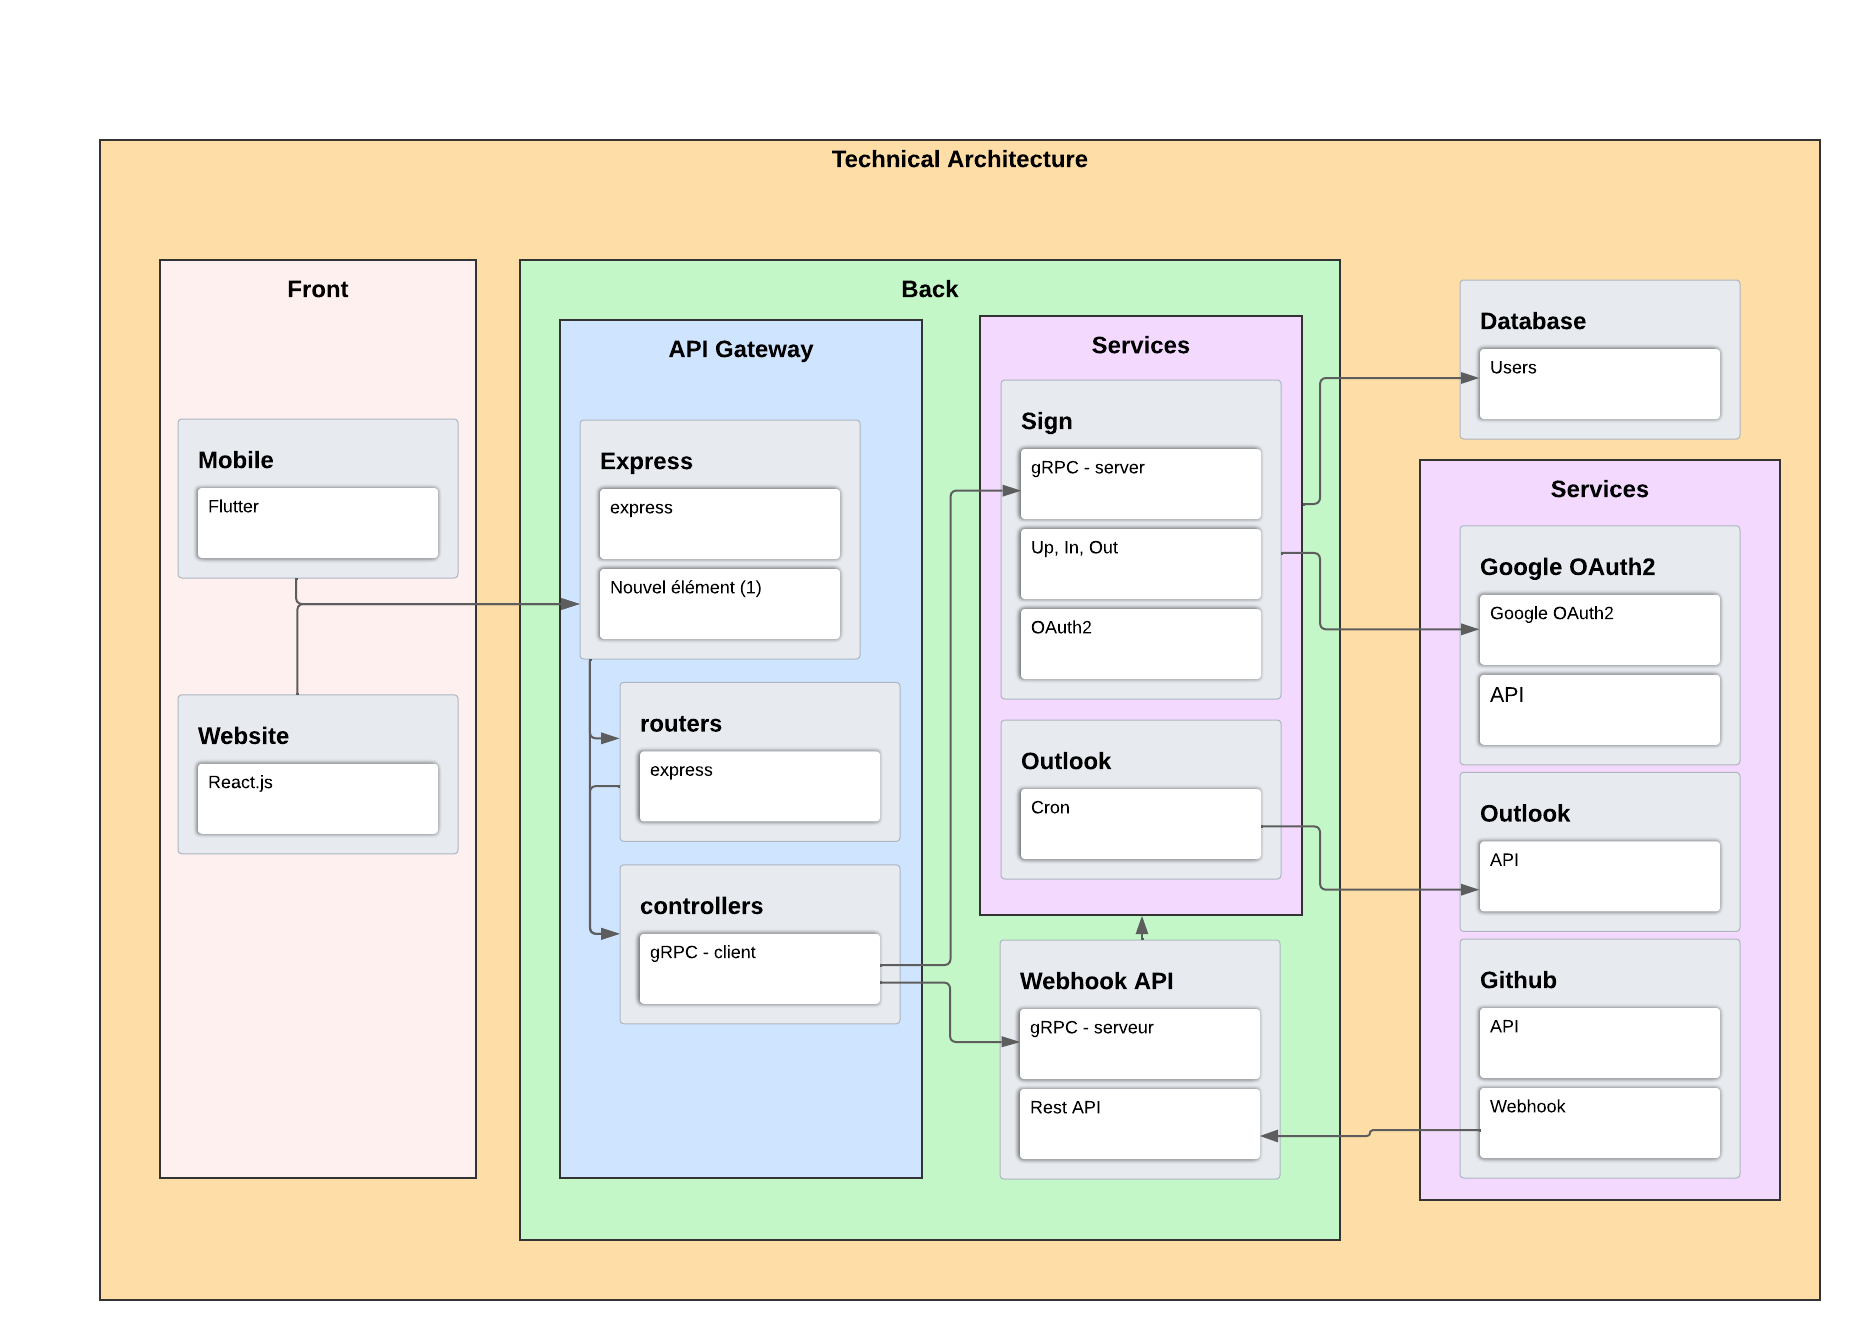 Technical Architecture
Front
Mobile
Flutter
Website
React.js
Back
API Gateway
Express
express
Nouvel élément (1)
routers
express
controllers
gRPC - client
Services
Sign
gRPC - server
Up, In, Out
OAuth2
Outlook
Cron
Webhook API
gRPC - serveur
Rest API
Database
Users
Services
Google OAuth2
Google OAuth2
API
Outlook
API
Github
API
Webhook